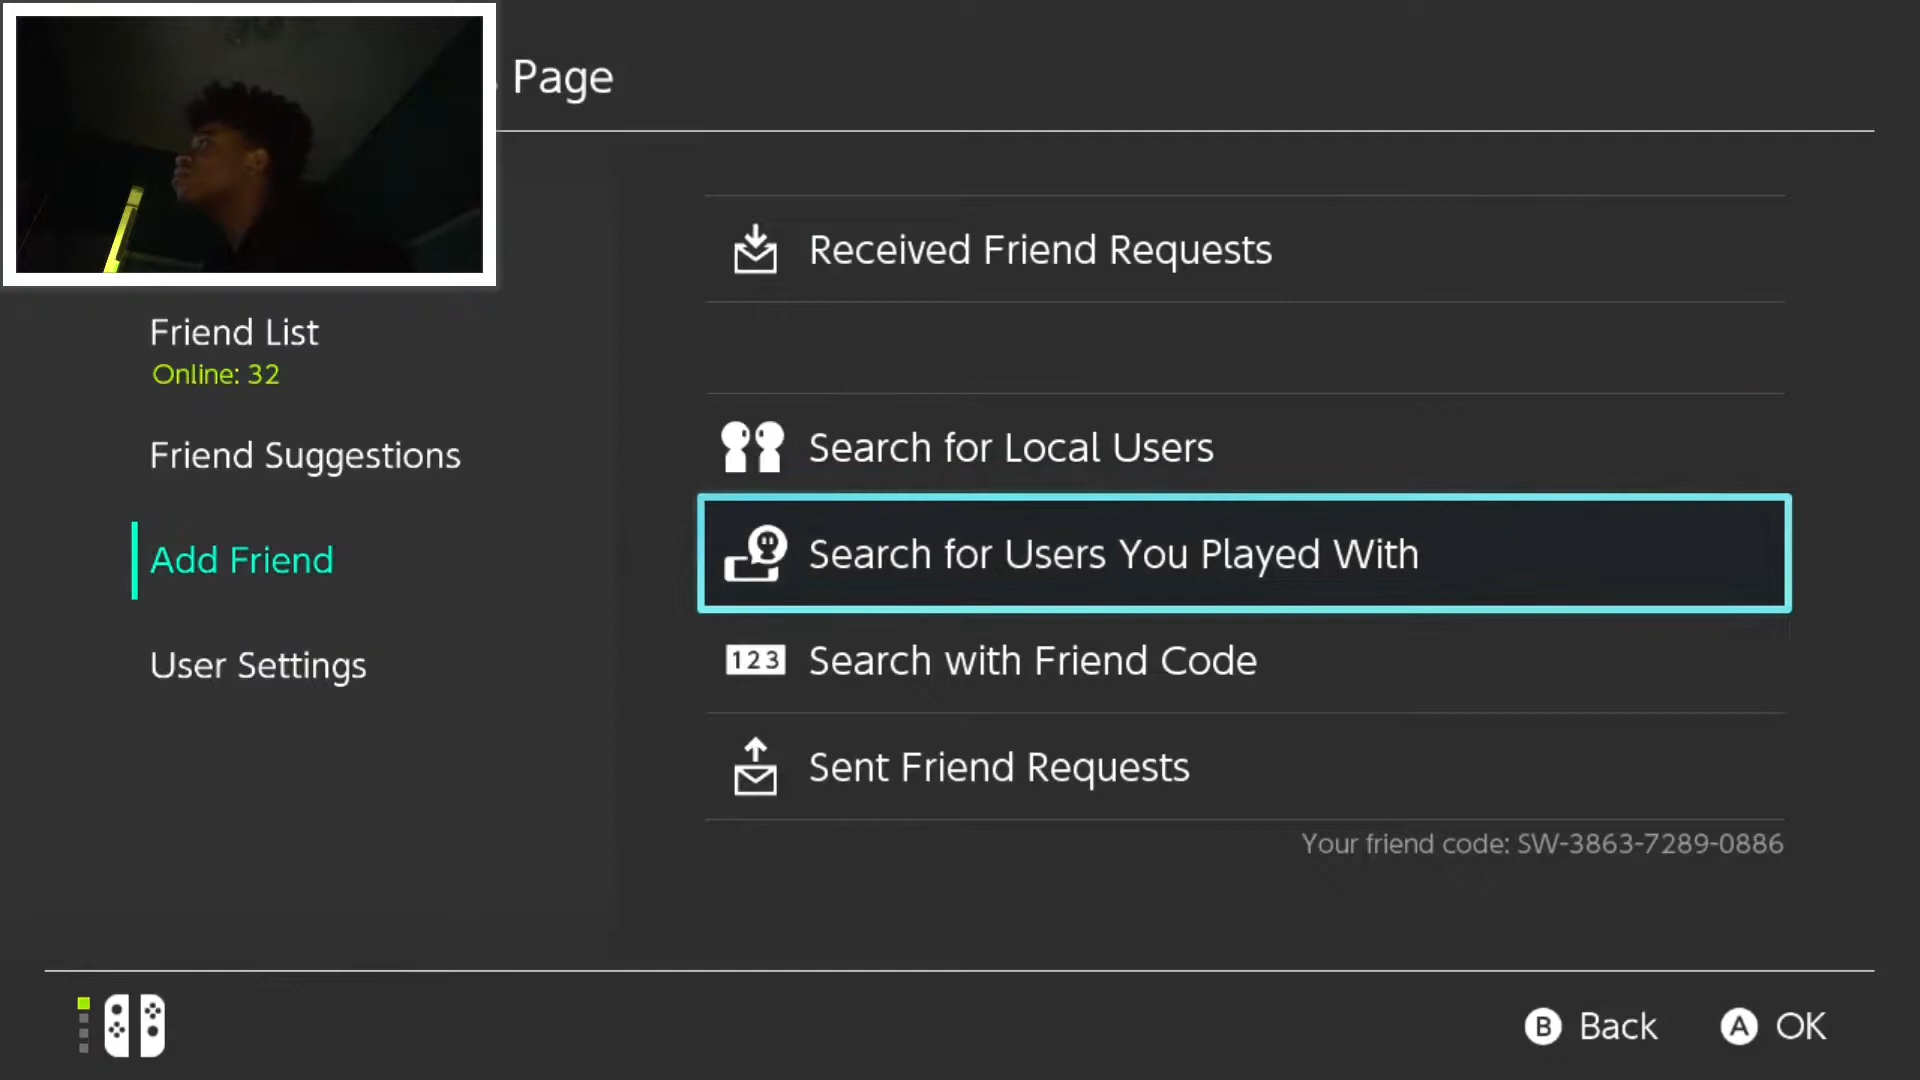 Page
Received Friend Requests
Friend List
Online: 32
Friend Suggestions
Add Friend
User Settings
Search for Local Users
Search for Users You Played With
123 Search with Friend Code
Sent Friend Requests
Your friend code: SW-3863-7289-0886
B Back A OK